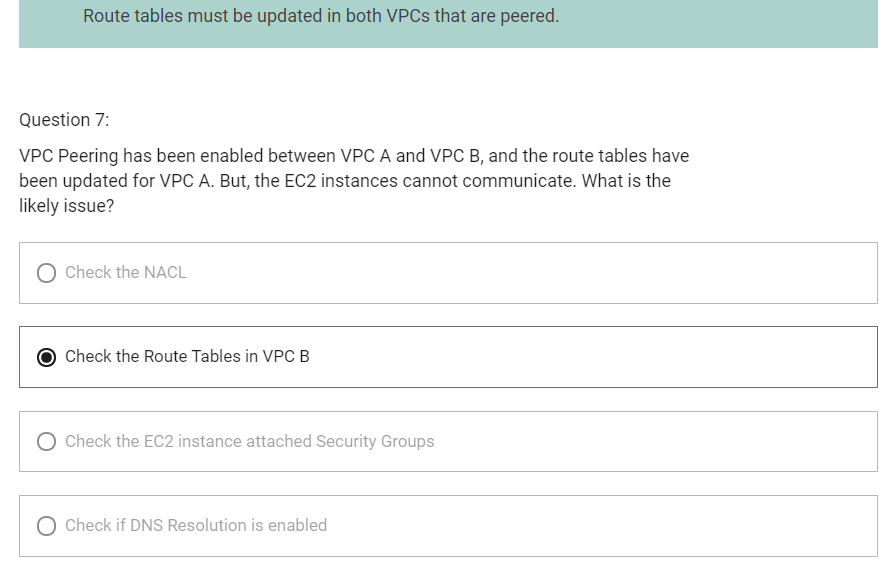 Route tables must be updated in both VPCs that are peered.
Question 7:
VPC Peering has been enabled between VPC A and VPC B, and the route tables have
been updated for VPC A. But, the EC2 instances cannot communicate. What is the
likely issue?
Check the NACL
Check the Route Tables in VPC B
Check the EC2 instance attached Security Groups
Check if DNS Resolution is enabled